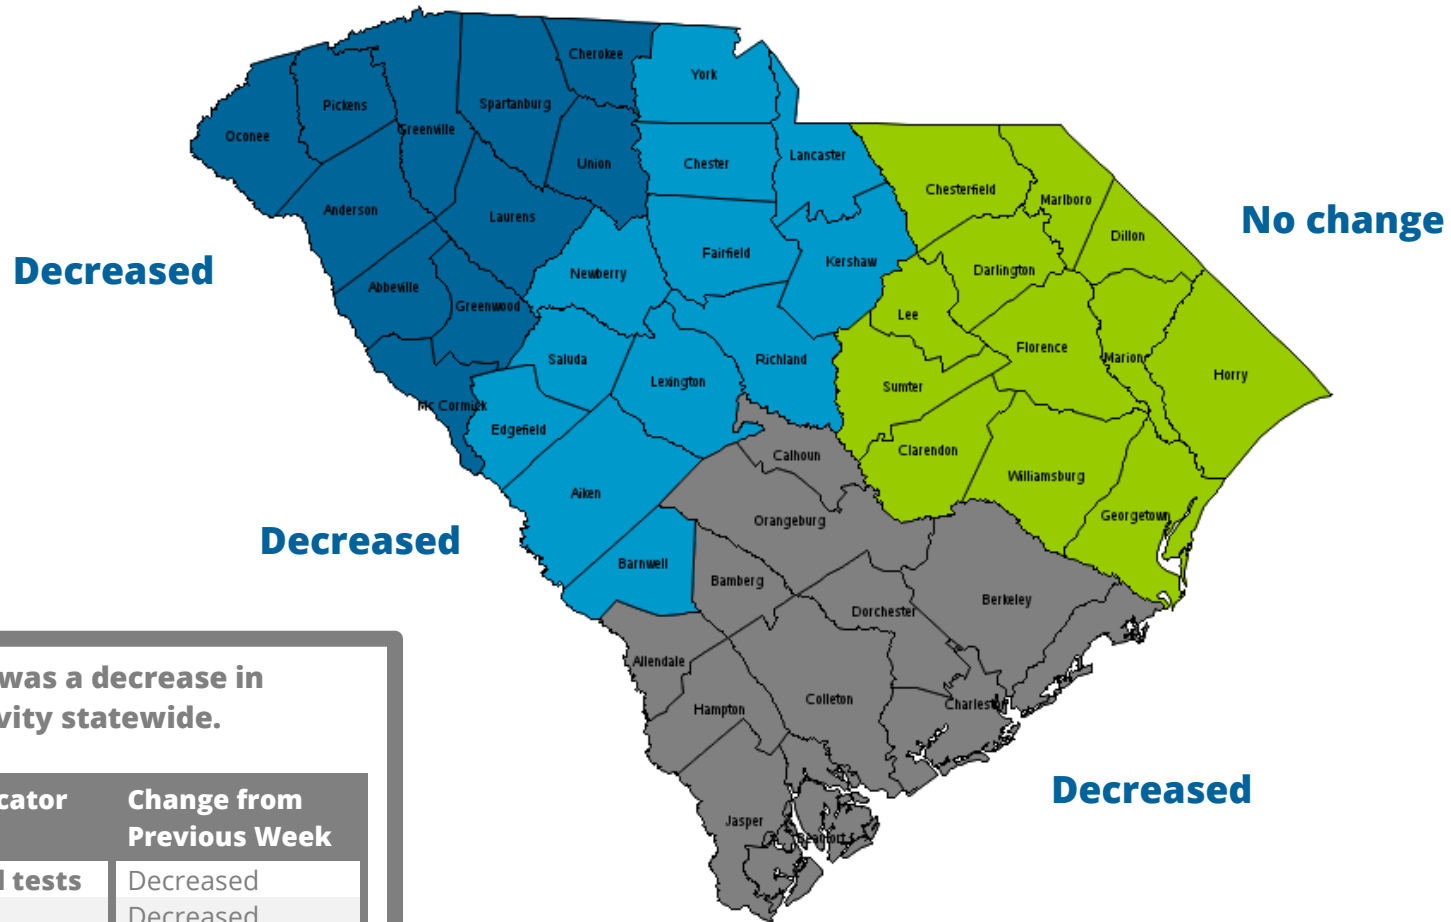 Cherokee
York
Pickens
Spartanburg
Greenville
Oconee
Union
Chester
Lancaster
Chesterfield
Marlboro
Anderson
Laurens
No change
Dillon
Fairfield
Kershaw
Decreased
Newberry
Darlington
Abbeville
Greenwood
Lee
Florence
Marion
Saluda
Richland
Horry
Lexington
Sumter
Mc Cormick
Edgefield
Clarendon
Calhoun
Williamsburg
Aiken
Georgetown
Orangeburg
Decreased
Barnwell
Bamberg
Berkeley
Dorchester
Allendale
Colleton
Charleston
Hampton
Decreased
Jasper
Beaufort
was a decrease in
statewide.
Change from
Previous Week
tests
Decreased
Decreased